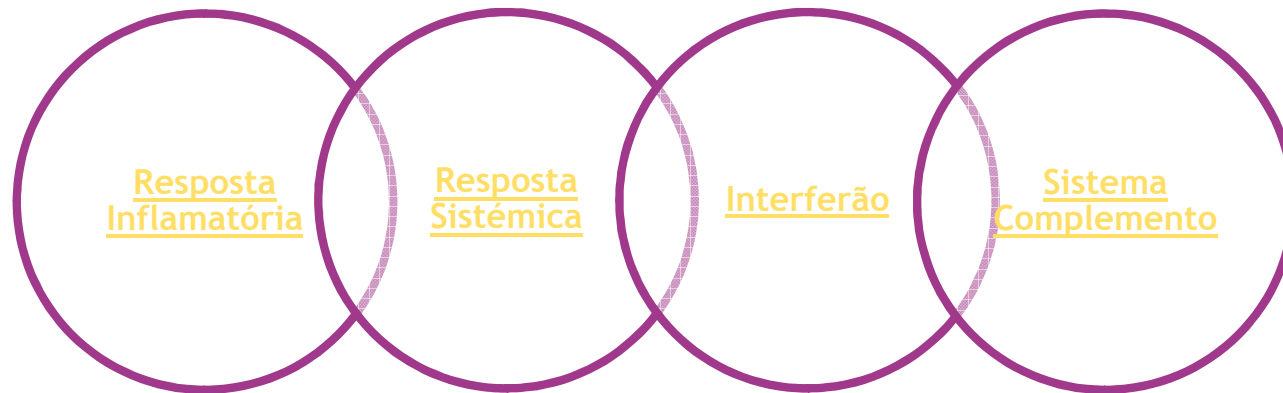 Resposta
Inflamatória
Resposta
Sistémica
Interferão
Sistema
Complemento